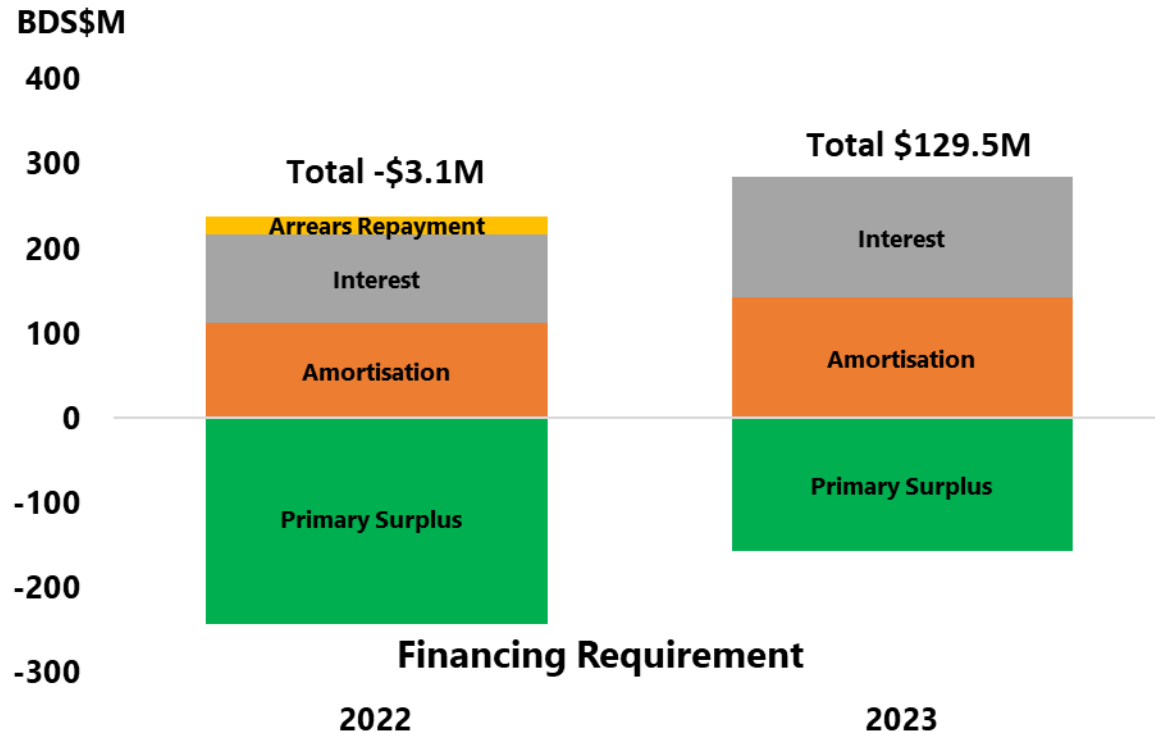 BDS$M
400
300
200
100
0
-100
-200
-300
Total -$3.1M
Arrears Repayment
Interest
Amortisation
Primary Surplus
Total $129.5M
Interest
Amortisation
Primary Surplus
Financing Requirement
2022
2023